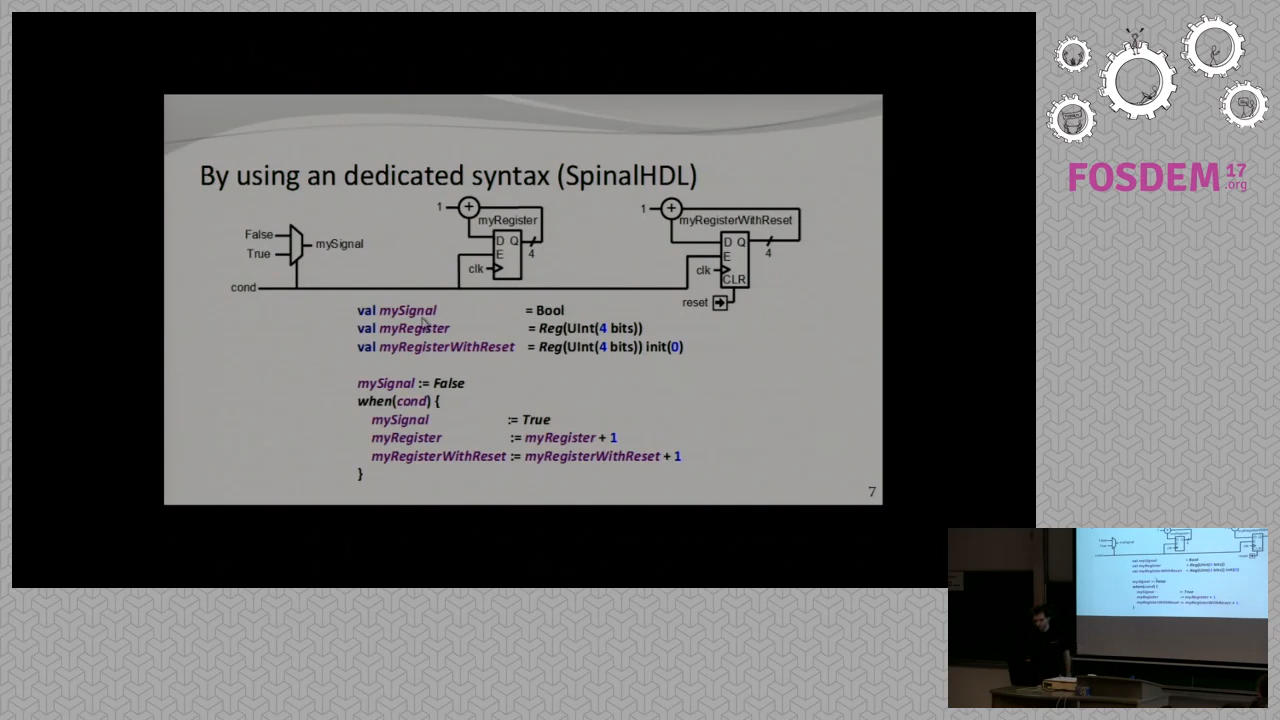 By using an dedicated syntax (SpinalHDL)
1
myRegister
D Q
E
clk
4
False
True
mySignal
cond
1
myRegisterWithReset
D Q
E
clk
CLR
4
reset
val mySignal = Bool
val myRegister = Reg(UInt(4 bits))
val myRegisterWithReset = Reg(UInt(4 bits)) init(0)
mySignal := False
when(cond) {
mySignal := True
myRegister := myRegister + 1
myRegisterWithReset := myRegisterWithReset + 1
}
7
FOSDEM 17
.org